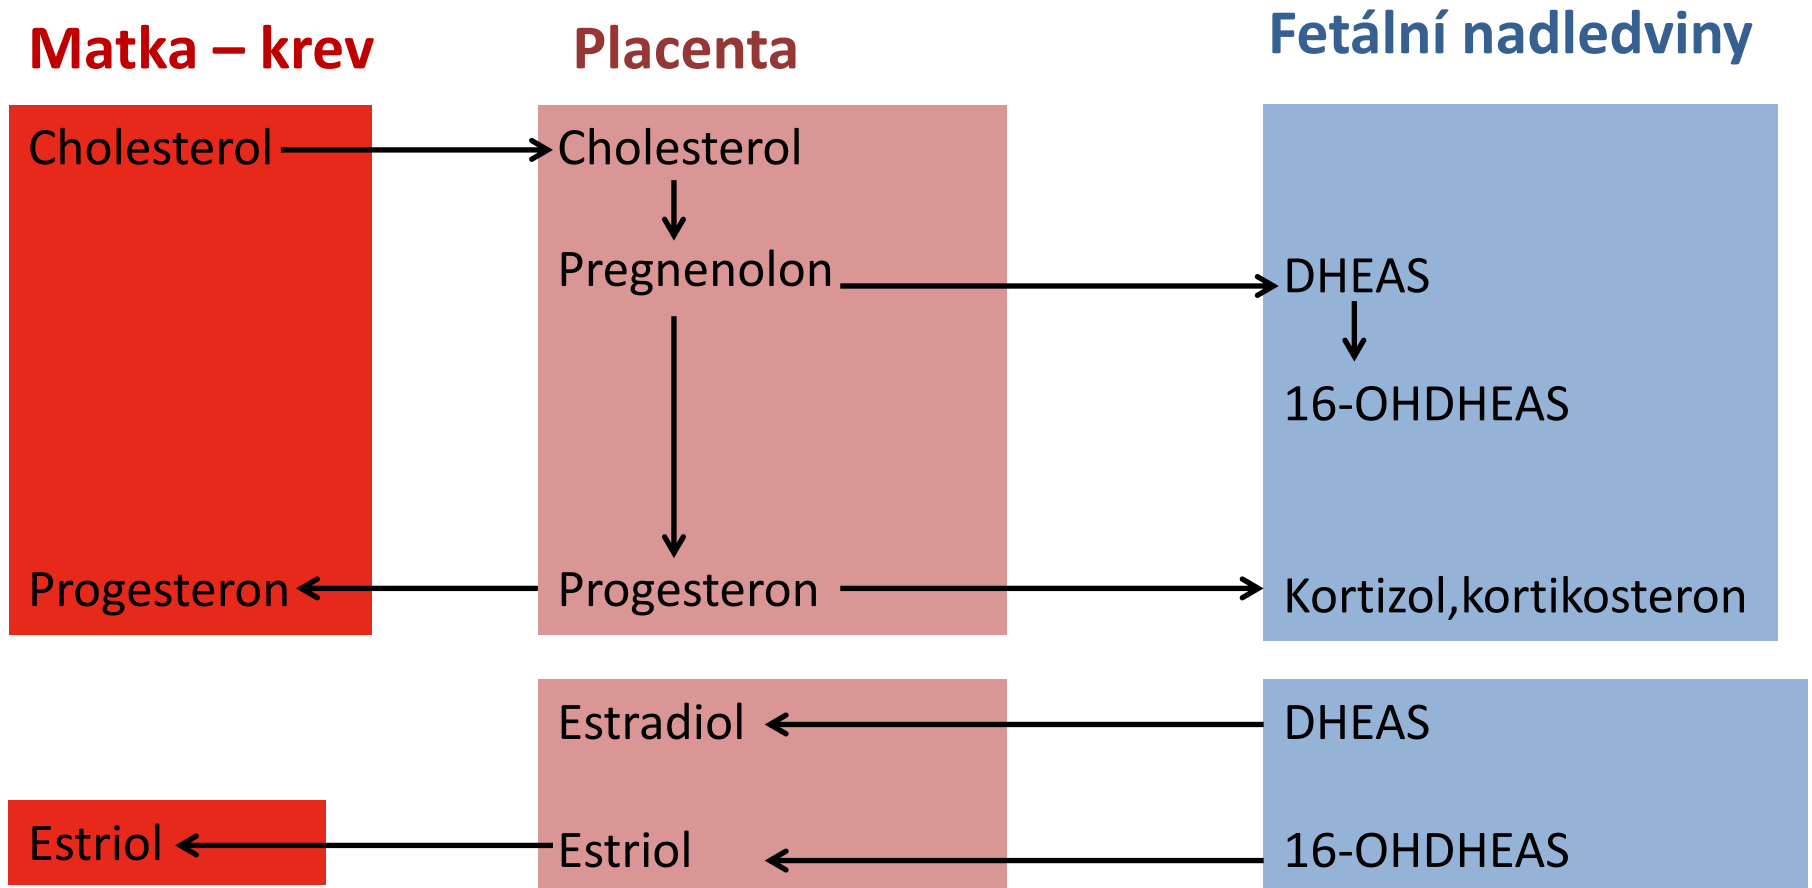 Matka – krev
Placenta
Fetální nadledviny
Cholesterol
Cholesterol
Pregnenolon
DHEAS
16-OHDHEAS
Progesteron
Progesteron
Kortizol,kortikosteron
Estradiol
DHEAS
Estriol
Estriol
16-OHDHEAS